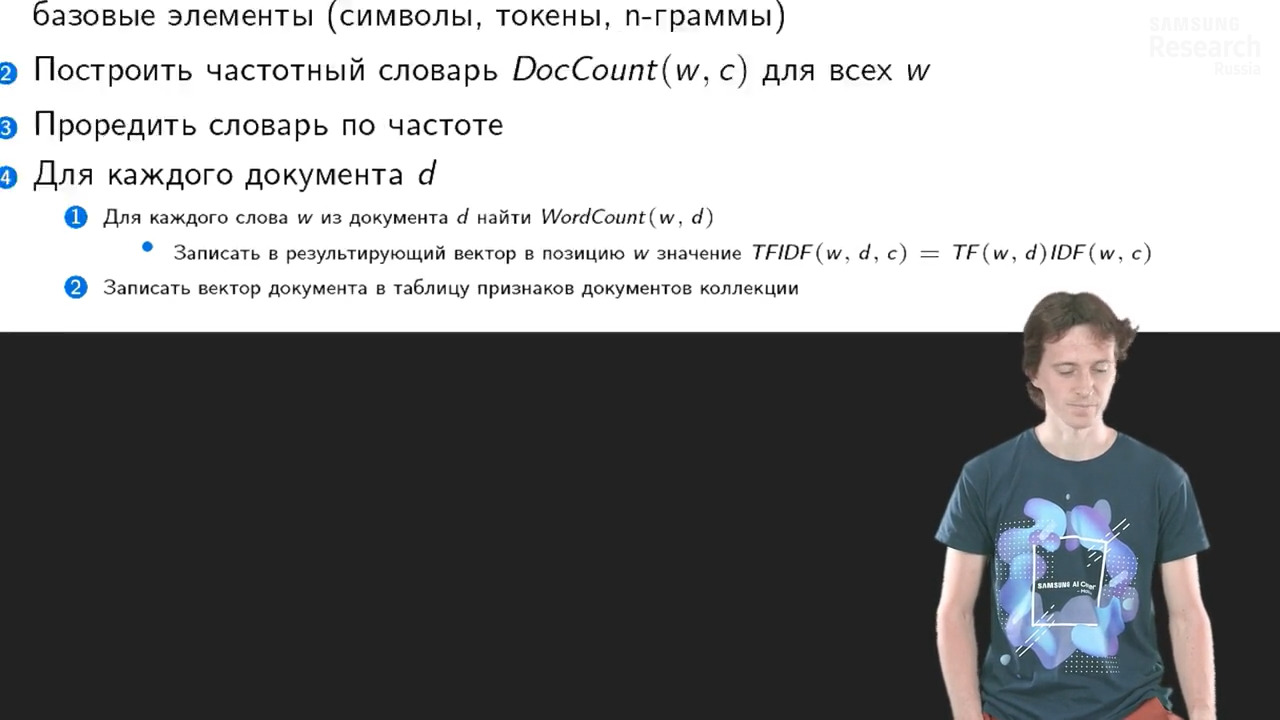 базовые элементы (символы, токены, n-граммы)
SAMSUNG
Research
Russia
2 Построить частотный словарь DocCount(w, c) для всех w
3 Проредить словарь по частоте
4 Для каждого документа d
1 Для каждого слова w из документа d найти WordCount(w, d)
• Записать в результирующий вектор в позицию w значение TFIDF(w, d, c) = TF(w, d)IDF(w, c)
2 Записать вектор документа в таблицу признаков документов коллекции
SAMSUNG AI Center